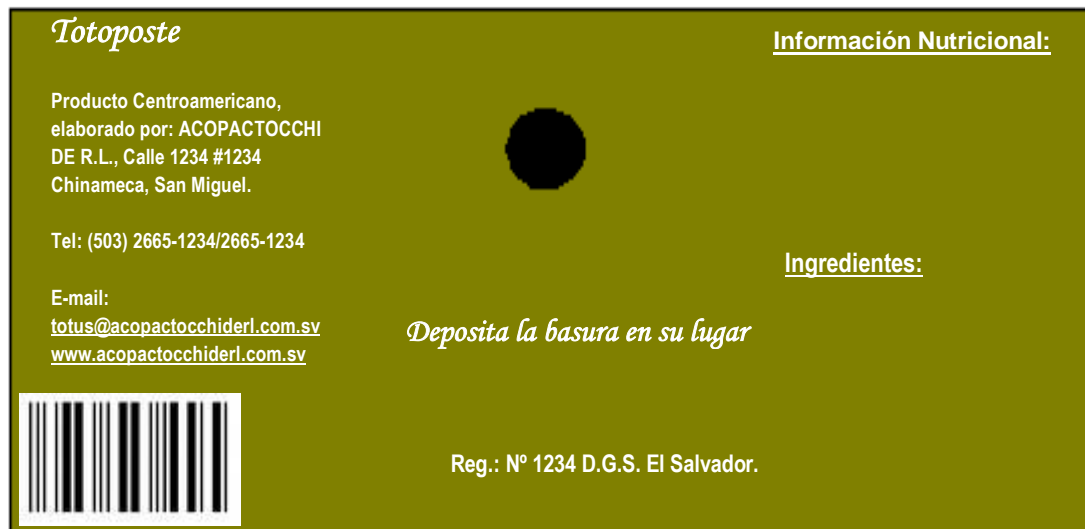 Totoposte
Producto Centroamericano,
elaborado por: ACOPACTOCCHI
DE R.L., Calle 1234 #1234
Chinameca, San Miguel.
Tel: (503) 2665-1234/2665-1234
E-mail:
totus@acopactocchiderl.com.sv
www.acopactocchiderl.com.sv
Deposita la basura en su lugar
Reg.: Nº 1234 D.G.S. El Salvador.
Información Nutricional:
Ingredientes: